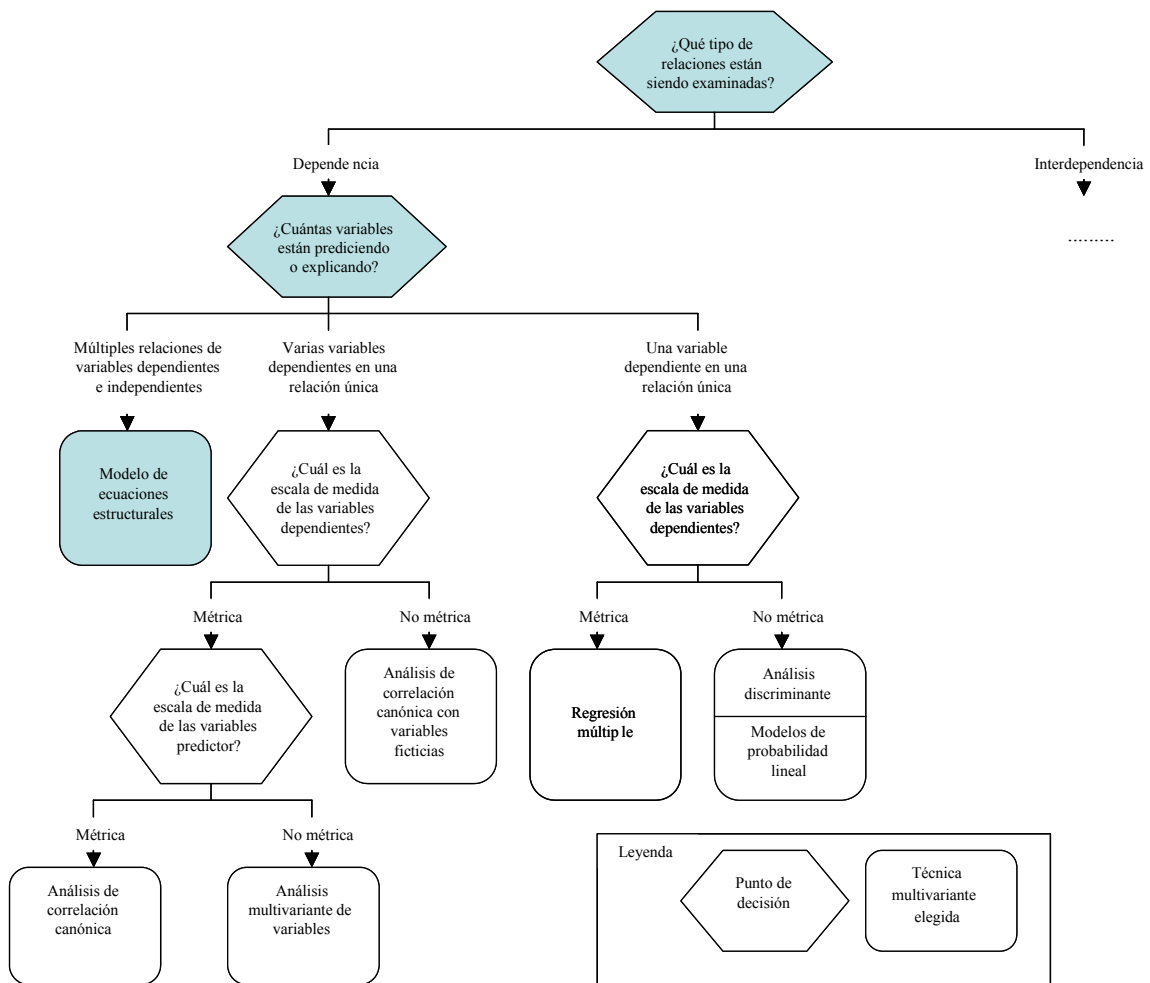 ¿Qué tipo de
relaciones están
siendo examinadas?
Depende ncia
Interdependencia
¿Cuántas variables
están prediciendo
o explicando?
.........
Múltiples relaciones de
variables dependientes
e independientes
Varias variables
dependientes en una
relación única
Una variable
dependiente en una
relación única
Modelo de
ecuaciones
estructurales
¿Cuál es la
escala de medida
de las variables
dependientes?
¿Cuál es la
escala de medida
de las variables
dependientes?
Métrica
No métrica
Métrica
No métrica
¿Cuál es la
escala de medida
de las variables
predictor?
Análisis de
correlación
canónica con
variables
ficticias
Regresión
múltip le
Análisis
discriminante
Modelos de
probabilidad
lineal
Métrica
No métrica
Análisis de
correlación
canónica
Análisis
multivariante de
variables
Leyenda
Punto de
decisión
Técnica
multivariante
elegida